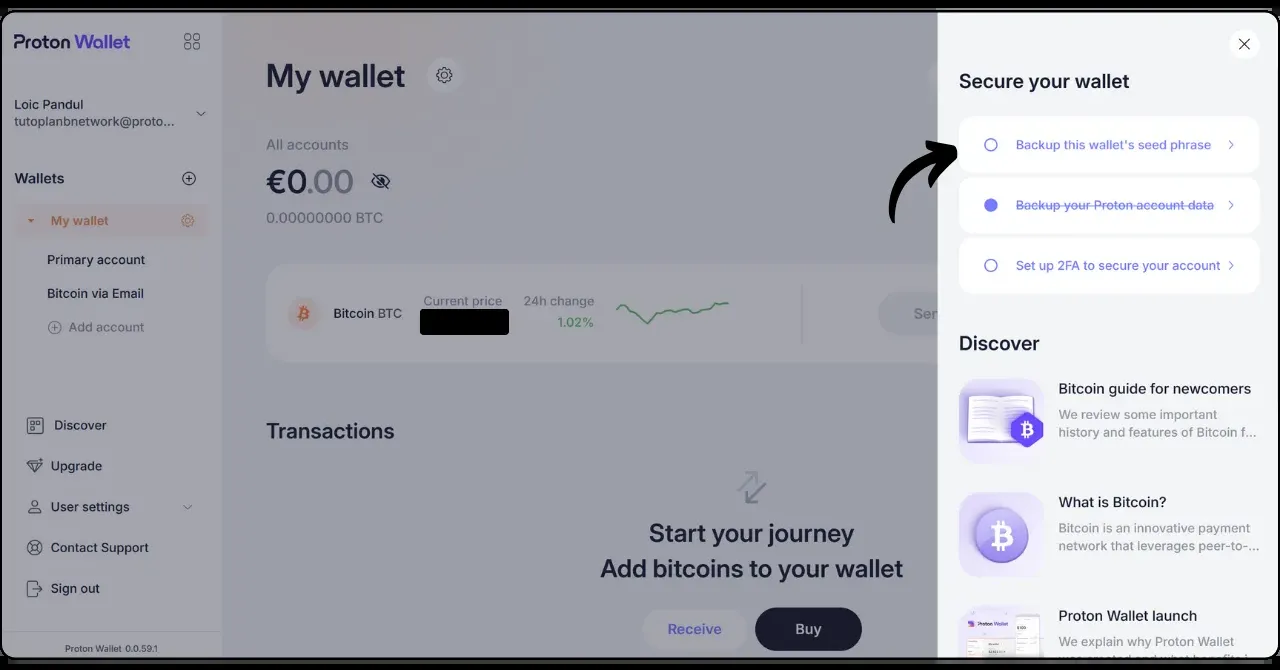 Proton Wallet
Loic Pandul
tutoplanbnetwork@proto...
Wallets
My wallet
Primary account
Bitcoin via Email
Add account
Discover
Upgrade
User settings
Contact Support
Sign out
Proton Wallet 0.0.59.1
My wallet
All accounts
€0.00
0.00000000 BTC
Bitcoin BTC
Current price
24h change
1.02%
Sen
Transactions
Start your journey
Add bitcoins to your wallet
Receive
Buy
Secure your wallet
Backup this wallet's seed phrase
Backup your Proton account data
Set up 2FA to secure your account
Discover
Bitcoin guide for newcomers
We review some important
history and features of Bitcoin f...
What is Bitcoin?
Bitcoin is an innovative payment
network that leverages peer-to-...
Proton Wallet
Proton Wallet launch
We explain why Proton Wallet